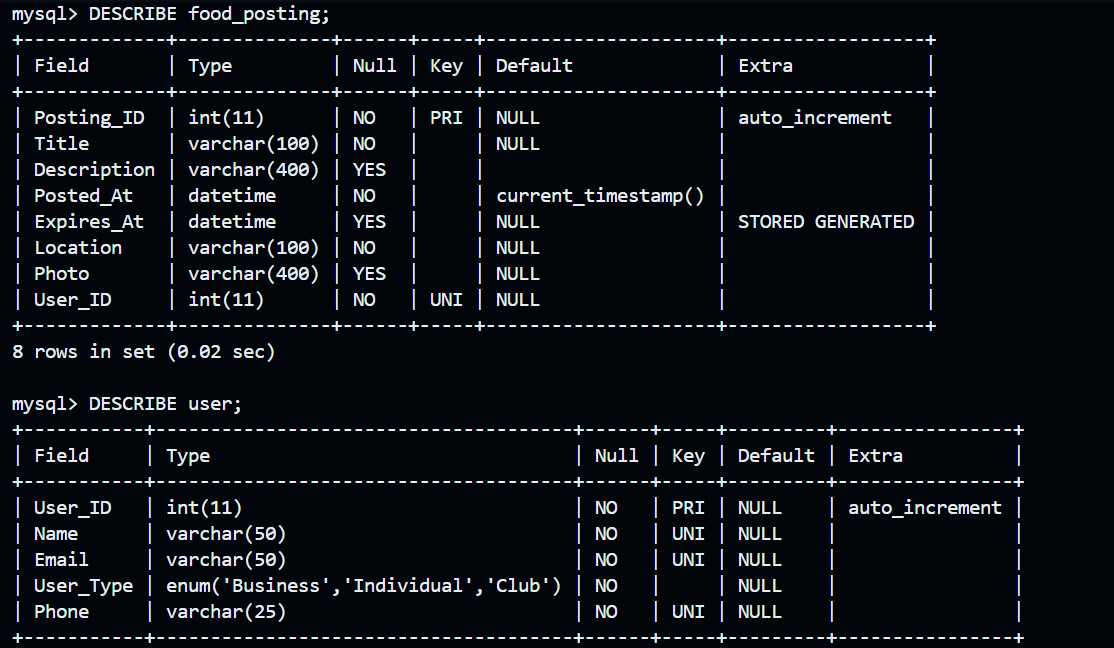 mysql> DESCRIBE food_posting;
+-------------+--------------+------+-----+---------------------+------------------+
| Field       | Type         | Null | Key | Default             | Extra            |
+-------------+--------------+------+-----+---------------------+------------------+
| Posting_ID  | int(11)      | NO   | PRI | NULL                | auto_increment   |
| Title       | varchar(100) | NO   |     | NULL                |                  |
| Description | varchar(400) | YES  |     |                     |                  |
| Posted_At   | datetime     | NO   |     | current_timestamp() |                  |
| Expires_At  | datetime     | YES  |     | NULL                | STORED GENERATED |
| Location    | varchar(100) | NO   |     | NULL                |                  |
| Photo       | varchar(400) | YES  |     | NULL                |                  |
| User_ID     | int(11)      | NO   | UNI | NULL                |                  |
+-------------+--------------+------+-----+---------------------+------------------+
8 rows in set (0.02 sec)

mysql> DESCRIBE user;
+-----------+--------------------------------------+------+-----+---------+----------------+
| Field     | Type                                 | Null | Key | Default | Extra          |
+-----------+--------------------------------------+------+-----+---------+----------------+
| User_ID   | int(11)                              | NO   | PRI | NULL    | auto_increment |
| Name      | varchar(50)                          | NO   | UNI | NULL    |                |
| Email     | varchar(50)                          | NO   | UNI | NULL    |                |
| User_Type | enum('Business','Individual','Club') | NO   |     | NULL    |                |
| Phone     | varchar(25)                          | NO   | UNI | NULL    |                |
+-----------+--------------------------------------+------+-----+---------+----------------+